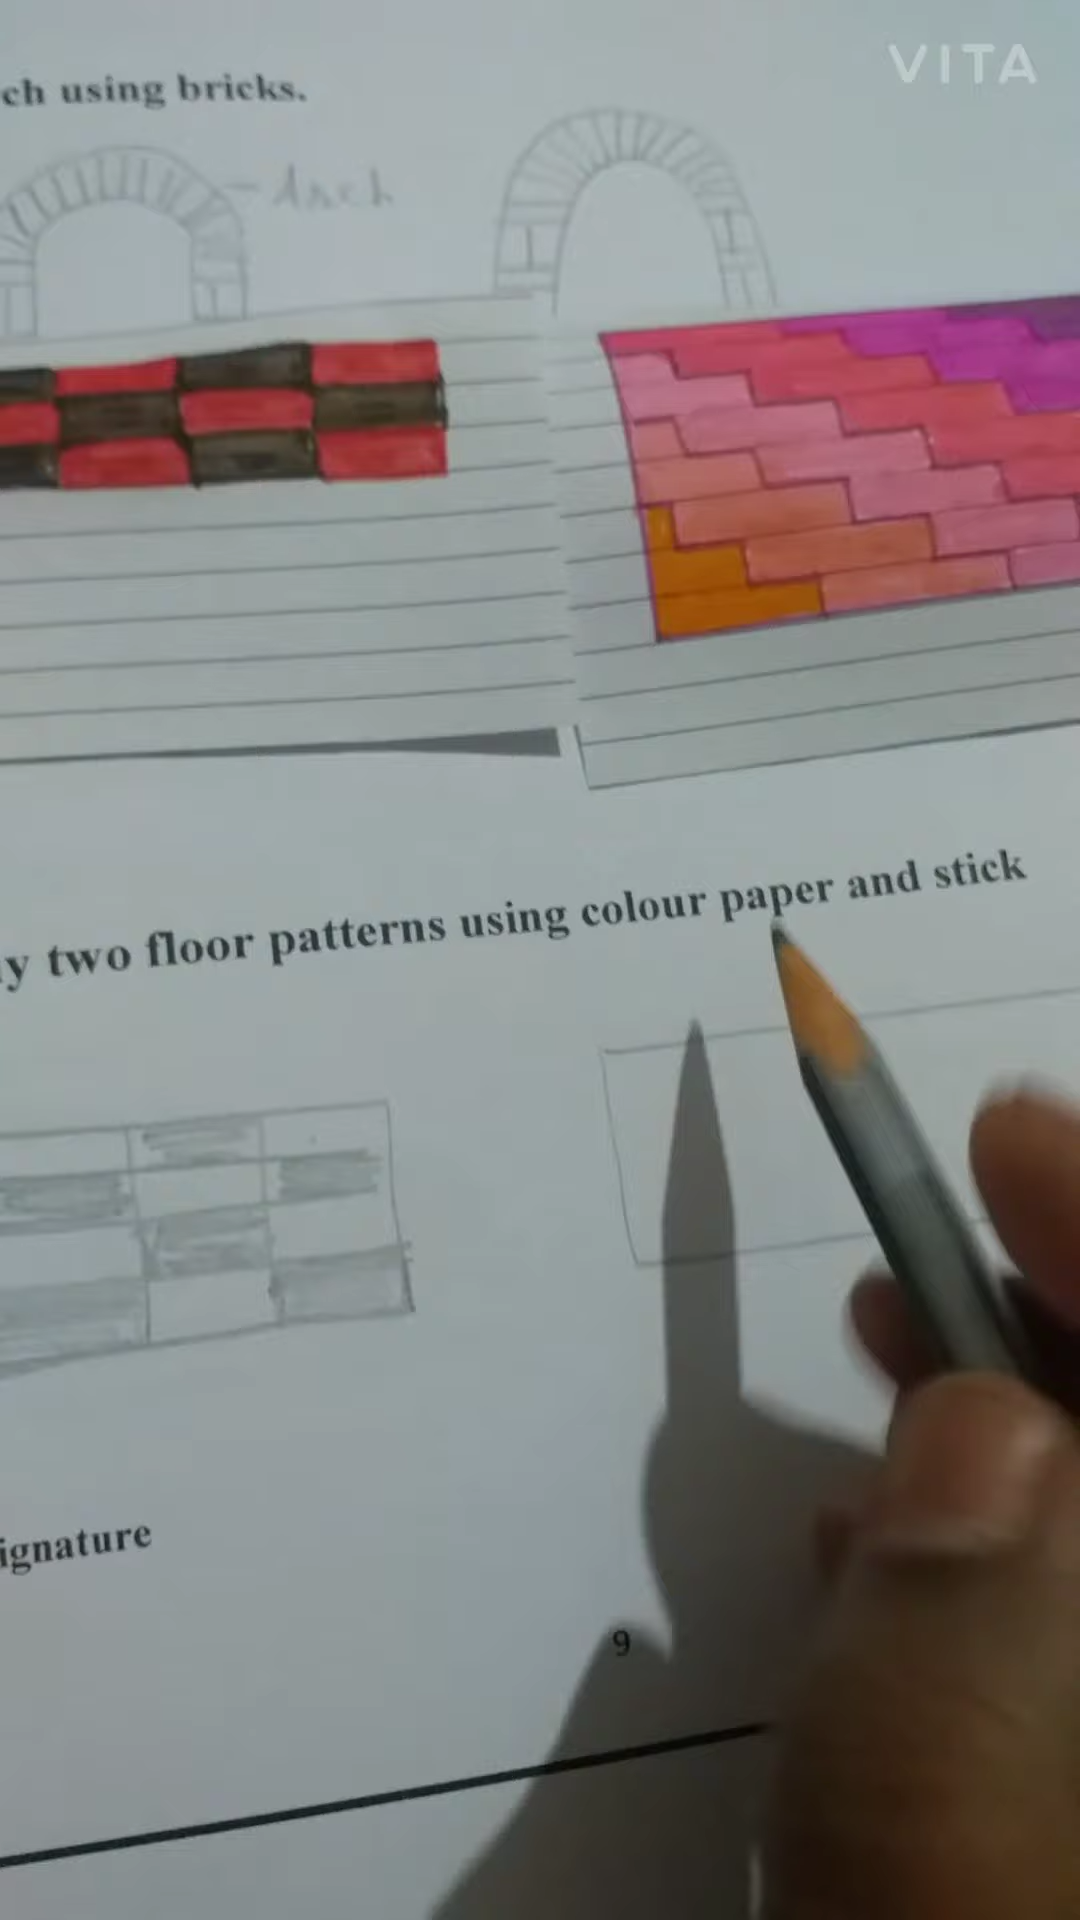 VITA
ch using bricks.
Arch
y two floor patterns using colour paper and stick
ignature
9